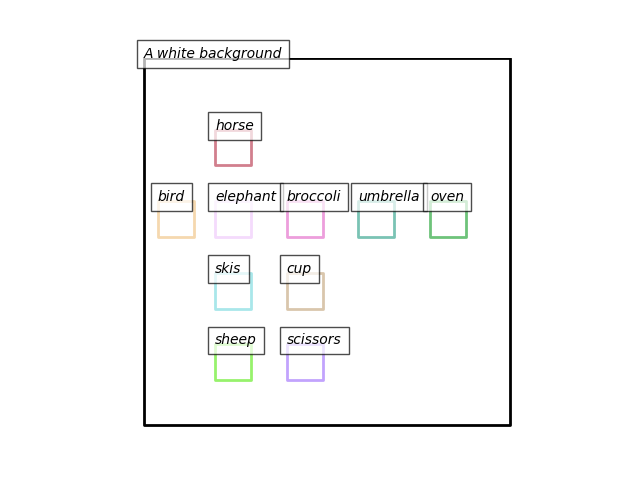 A white background
horse
bird elephant broccoli umbrella oven
skis cup
sheep scissors